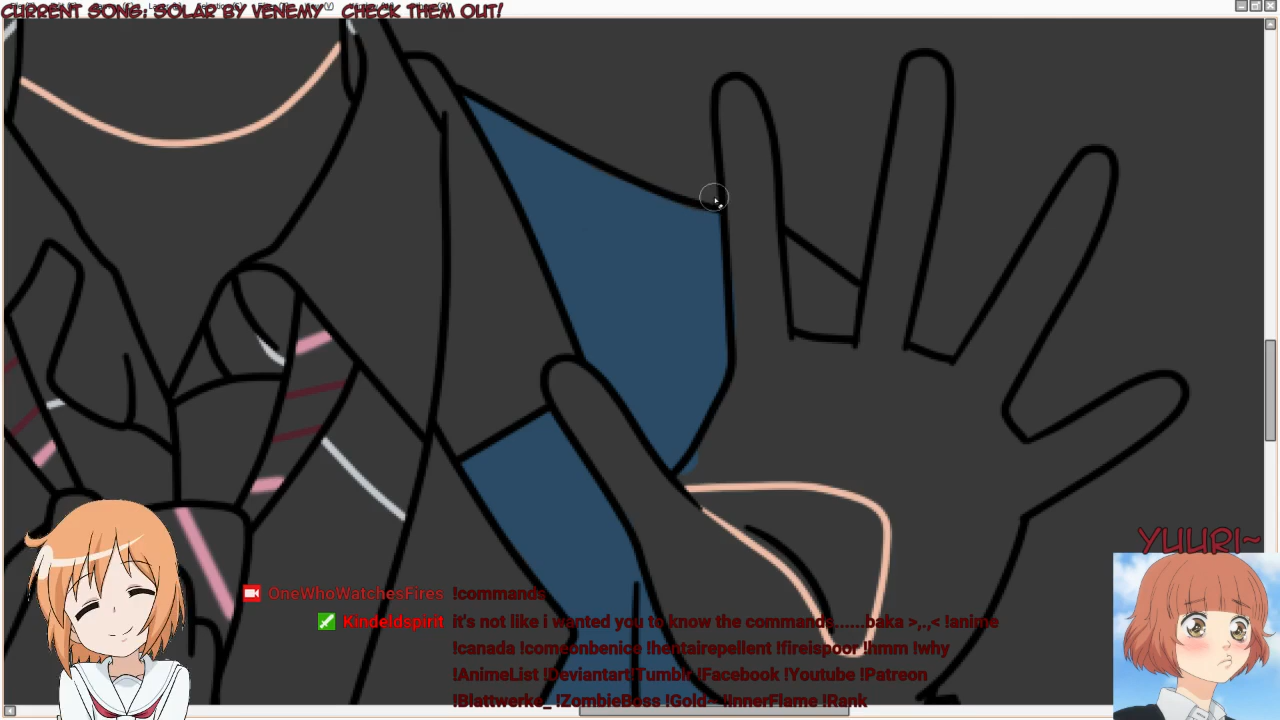 CURRENT SONG: SOLAR BY VENEMY CHECK THEM OUT!
YUURI~
OneWhoWatchesFires !commands
Kindeldspirit it's not like i wanted you to know the commands......baka >,.,< !anime
!canada !comeonbenice !hentairepellent !fireispoor !hmm !why
!AnimeList !Deviantart!Tumblr !Facebook !Youtube !Patreon
!Blattwerke_ !ZombieBoss !Gold !InnerFlame !Rank